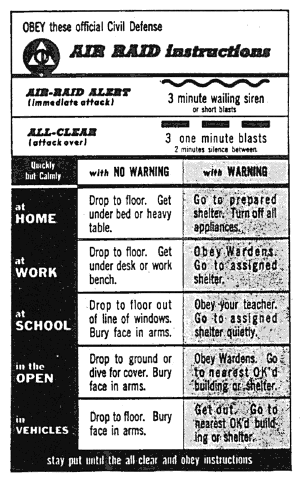 OBEY these official Civil Defense
AIR RAID instructions
AIR-RAID ALERT
(immediate attack)
3 minute wailing siren
or short blasts
ALL-CLEAR
(attack over)
3 one minute blasts
2 minutes silence between.
Quickly
but Calmly
with NO WARNING
with WARNING
at
HOME
Drop to floor. Get
under bed or heavy
table.
Go to prepared
shelter. Turn off all
appliances.
at
WORK
Drop to floor. Get
under desk or work
bench.
Obey Wardens.
Go to assigned
shelter.
at
SCHOOL
Drop to floor out
of line of windows.
Bury face in arms.
Obey your teacher.
Go to assigned
shelter quietly.
in the
OPEN
Drop to ground or
dive for cover. Bury
face in arms.
Obey Wardens. Go
to nearest OK'd
building or shelter.
in
VEHICLES
Drop to floor. Bury
face in arms.
Get out. Go to
nearest OK'd build-
ing or shelter.
stay put until the all clear and obey instructions